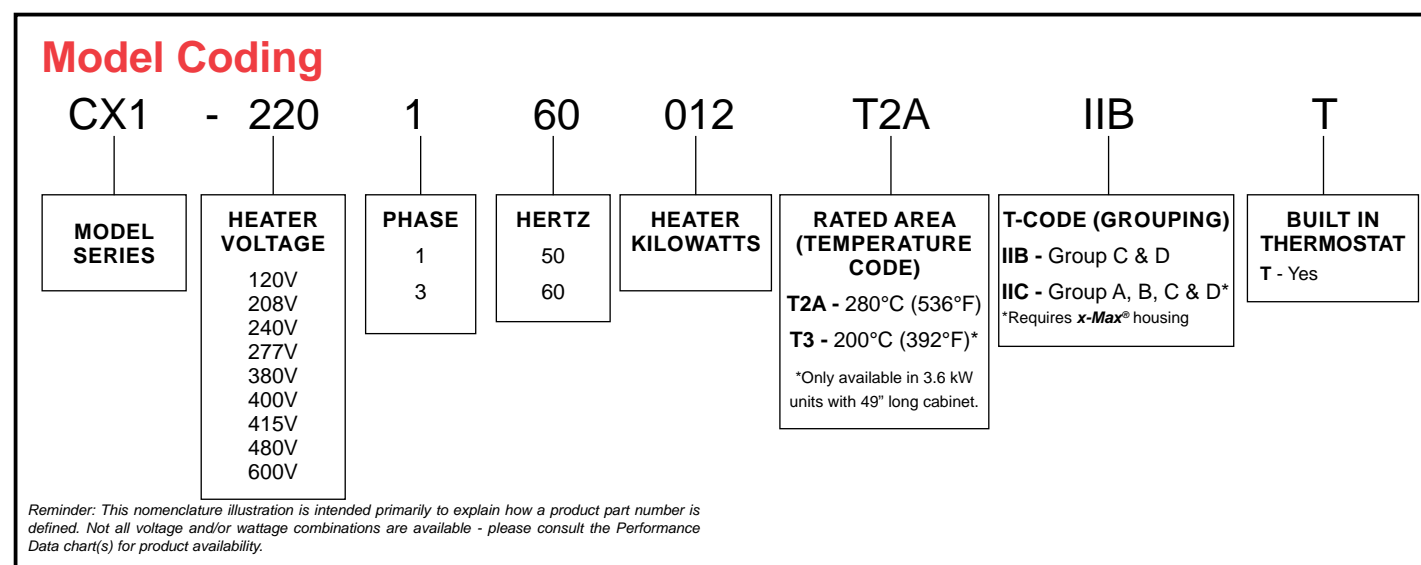 Model Coding
CX1 - 220 1 60 012 T2A IIB T
MODEL
SERIES
HEATER
VOLTAGE
120V
208V
240V
277V
380V
400V
415V
480V
600V
PHASE
1
3
HERTZ
50
60
HEATER
KILOWATTS
RATED AREA
(TEMPERATURE
CODE)
T2A - 280°C (536°F)
T3 - 200°C (392°F)*
*Only available in 3.6 kW
units with 49” long cabinet.
T-CODE (GROUPING)
IIB - Group C & D
IIC - Group A, B, C & D*
*Requires x-Max® housing
BUILT IN
THERMOSTAT
T - Yes
Reminder: This nomenclature illustration is intended primarily to explain how a product part number is
defined. Not all voltage and/or wattage combinations are available - please consult the Performance
Data chart(s) for product availability.